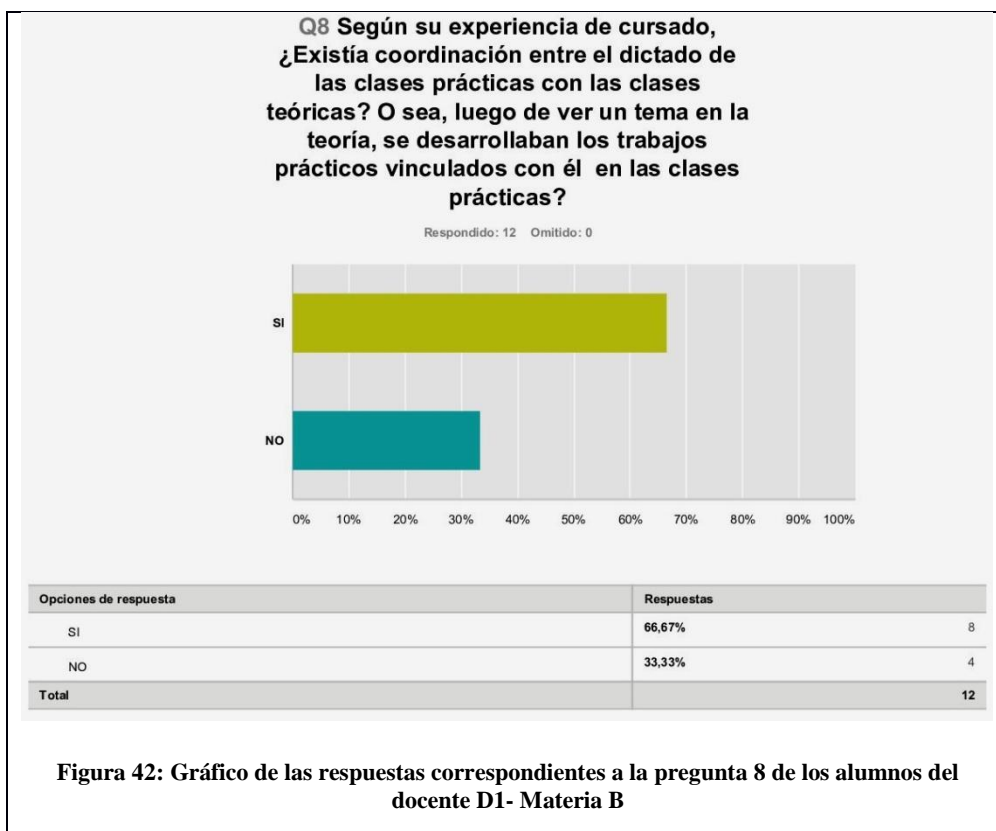 Q8 Según su experiencia de cursado,
¿Existía coordinación entre el dictado de
las clases prácticas con las clases
teóricas? O sea, luego de ver un tema en la
teoría, se desarrollaban los trabajos
prácticos vinculados con él en las clases
prácticas?
Respondido: 12 Omitido: 0
SI
NO
0% 10% 20% 30% 40% 50% 60% 70% 80% 90% 100%
Opciones de respuesta Respuestas
SI 66,67% 8
NO 33,33% 4
Total 12
Figura 42: Gráfico de las respuestas correspondientes a la pregunta 8 de los alumnos del
docente D1- Materia B